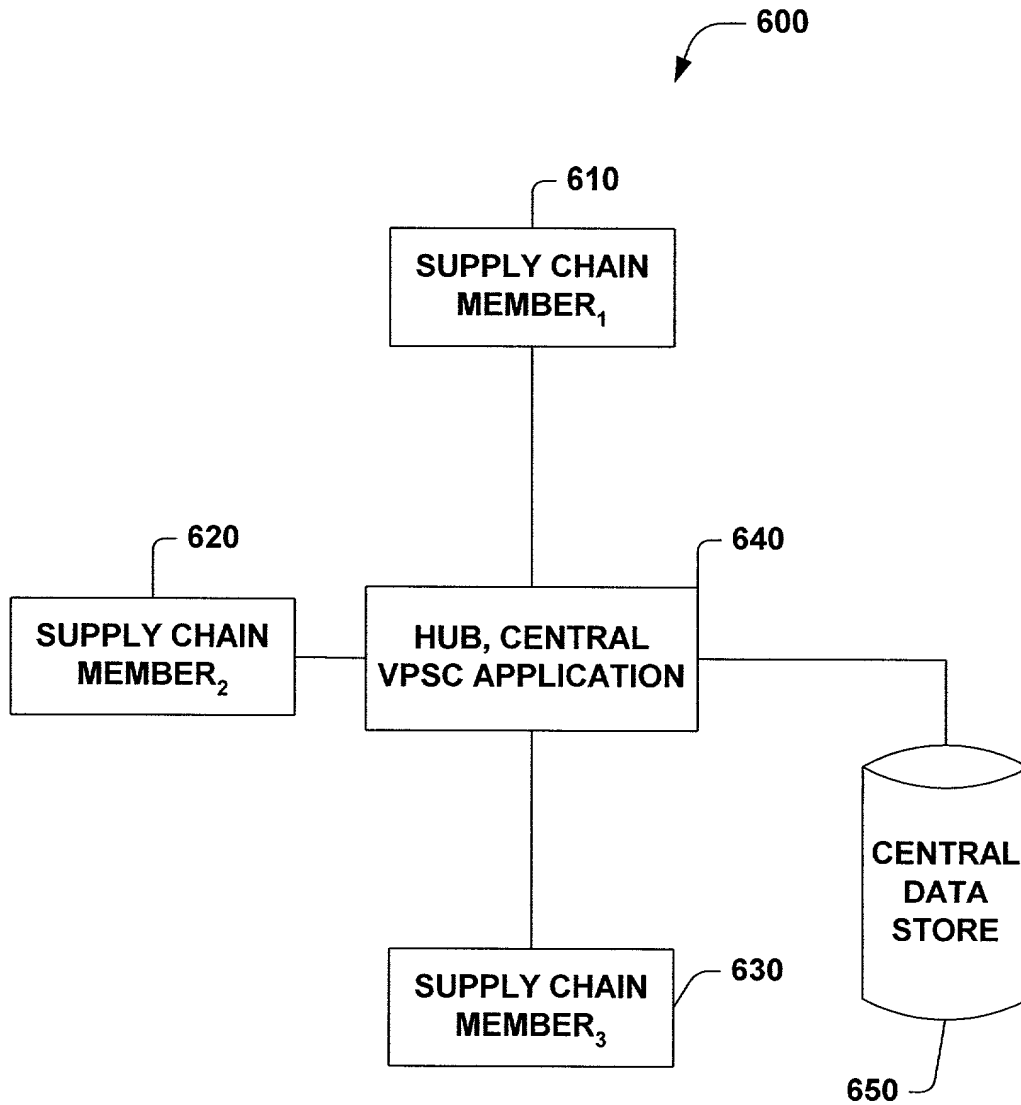 600
610
SUPPLY CHAIN
MEMBER₁
620
SUPPLY CHAIN
MEMBER₂
640
HUB, CENTRAL
VPSC APPLICATION
CENTRAL
DATA
STORE
650
SUPPLY CHAIN
MEMBER₃
630